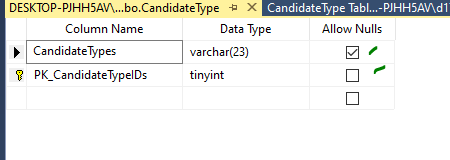 DESKTOP-PJHH5AV\...bo.CandidateType
CandidateType Tabl...-PJHH5AV\d1
Column Name Data Type Allow Nulls
CandidateTypes varchar(23)
PK_CandidateTypeIDs tinyint